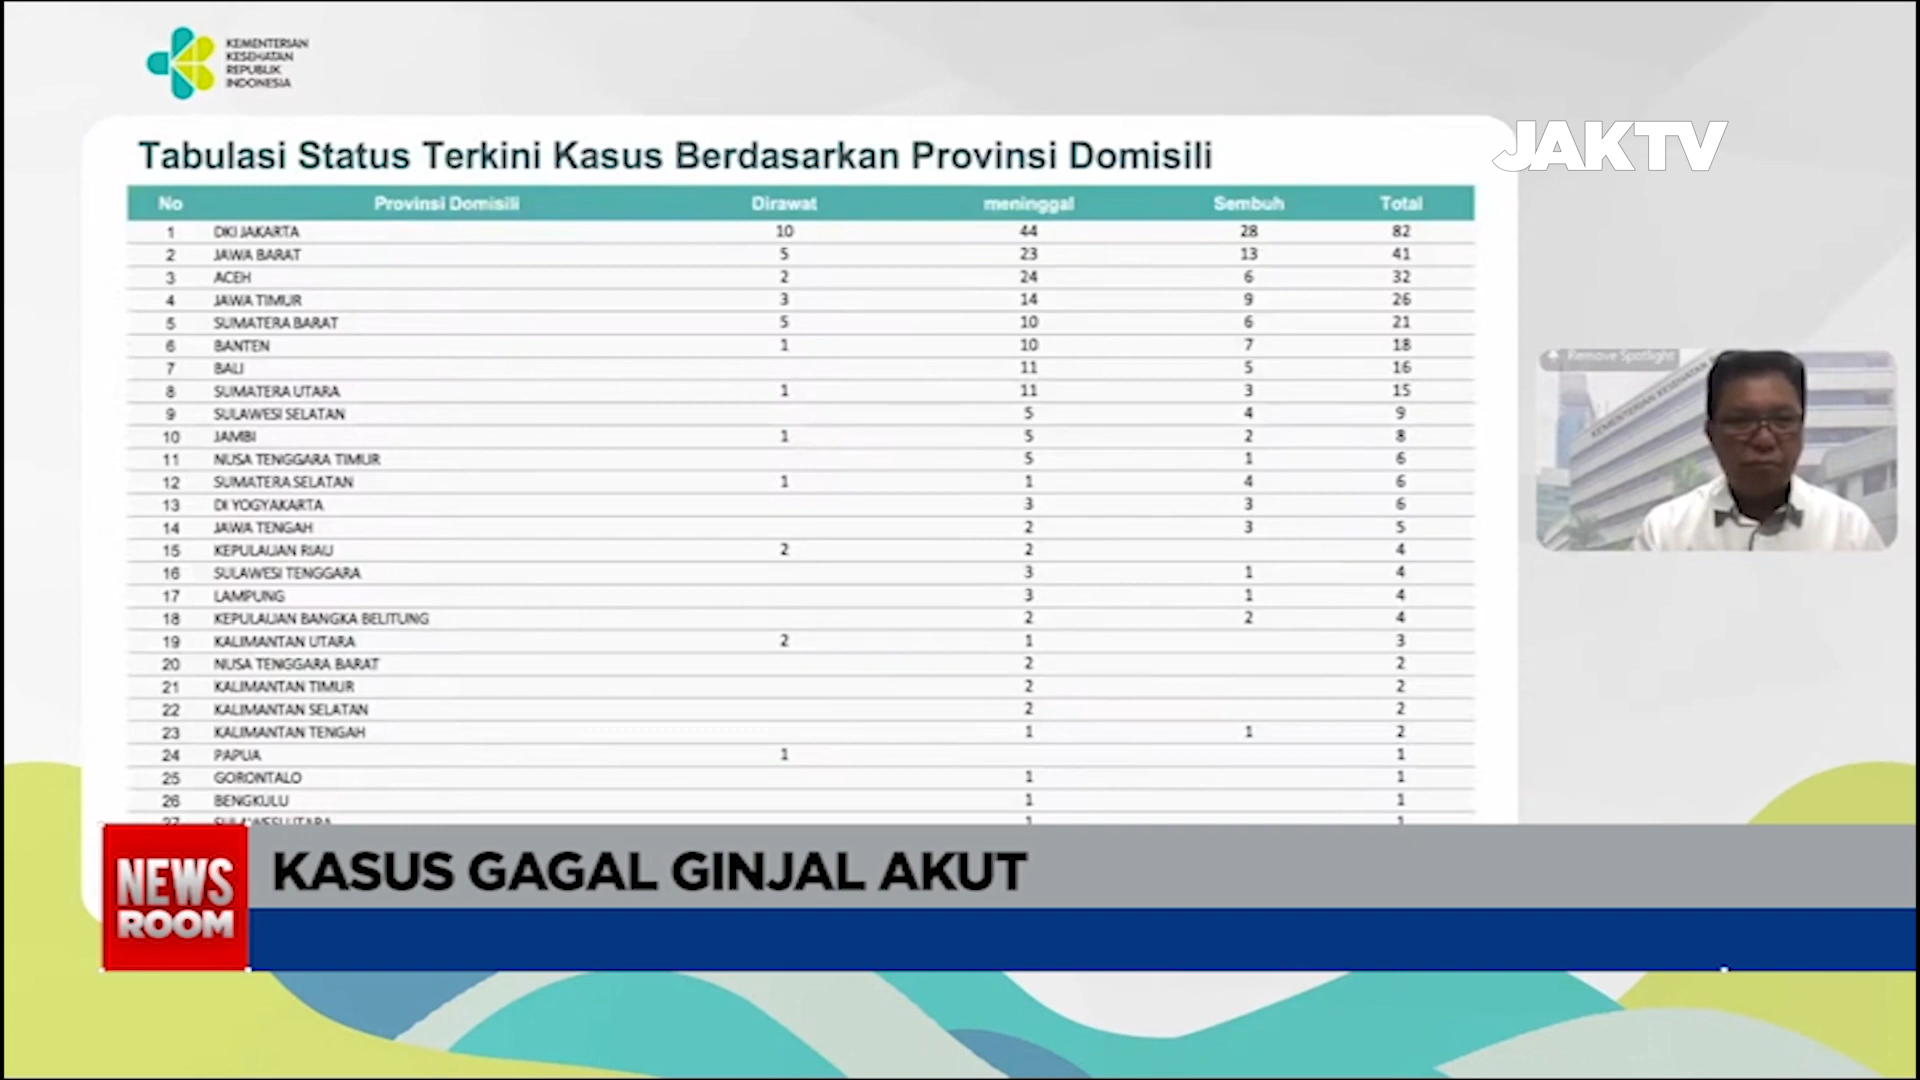 KEMENTERIAN
KESEHATAN
REPUBLIK
INDONESIA
JAKTV
Tabulasi Status Terkini Kasus Berdasarkan Provinsi Domisili
No Provinsi Domisili Dirawat meninggal Sembuh Total
1 DKI JAKARTA 10 44 28 82
2 JAWA BARAT 5 23 13 41
3 ACEH 2 24 6 32
4 JAWA TIMUR 3 14 9 26
5 SUMATERA BARAT 5 10 6 21
6 BANTEN 1 10 7 18
7 BALI 11 5 16
8 SUMATERA UTARA 1 11 3 15
9 SULAWESI SELATAN 5 4 9
10 JAMBI 1 5 2 8
11 NUSA TENGGARA TIMUR 5 1 6
12 SUMATERA SELATAN 1 1 4 6
13 DI YOGYAKARTA 3 3 6
14 JAWA TENGAH 2 3 5
15 KEPULAUAN RIAU 2 2 4
16 SULAWESI TENGGARA 3 1 4
17 LAMPUNG 3 1 4
18 KEPULAUAN BANGKA BELITUNG 2 2 4
19 KALIMANTAN UTARA 2 1 3
20 NUSA TENGGARA BARAT 2 2
21 KALIMANTAN TIMUR 2 2
22 KALIMANTAN SELATAN 2 2
23 KALIMANTAN TENGAH 1 1 2
24 PAPUA 1 1
25 GORONTALO 1 1
26 BENGKULU 1 1
27 SULAWESI UTARA 1 1
Remove Spotlight
KEMENTERIAN KESEHATAN
NEWS
ROOM
KASUS GAGAL GINJAL AKUT